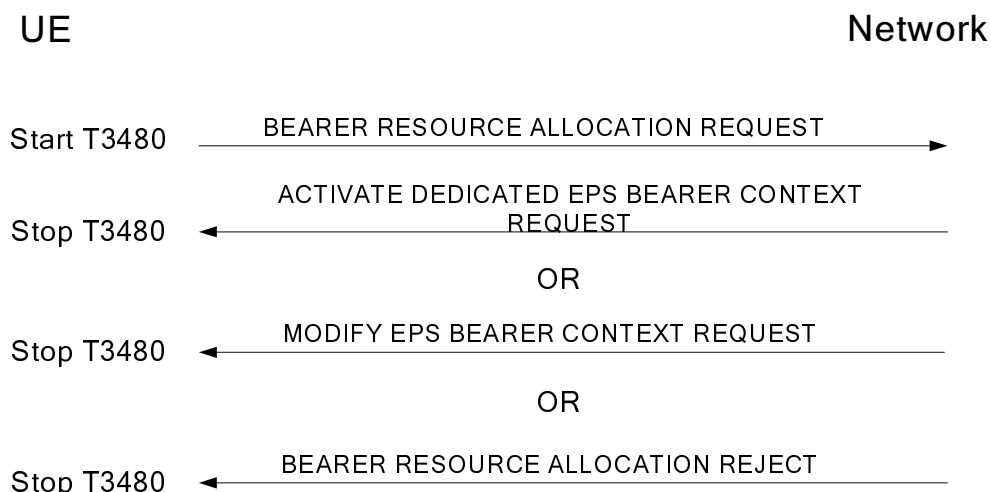 UE Network
Start T3480 BEARER RESOURCE ALLOCATION REQUEST
ACTIVATE DEDICATED EPS BEARER CONTEXT
REQUEST
Stop T3480
OR
MODIFY EPS BEARER CONTEXT REQUEST
Stop T3480
OR
BEARER RESOURCE ALLOCATION REJECT
Stop T3480